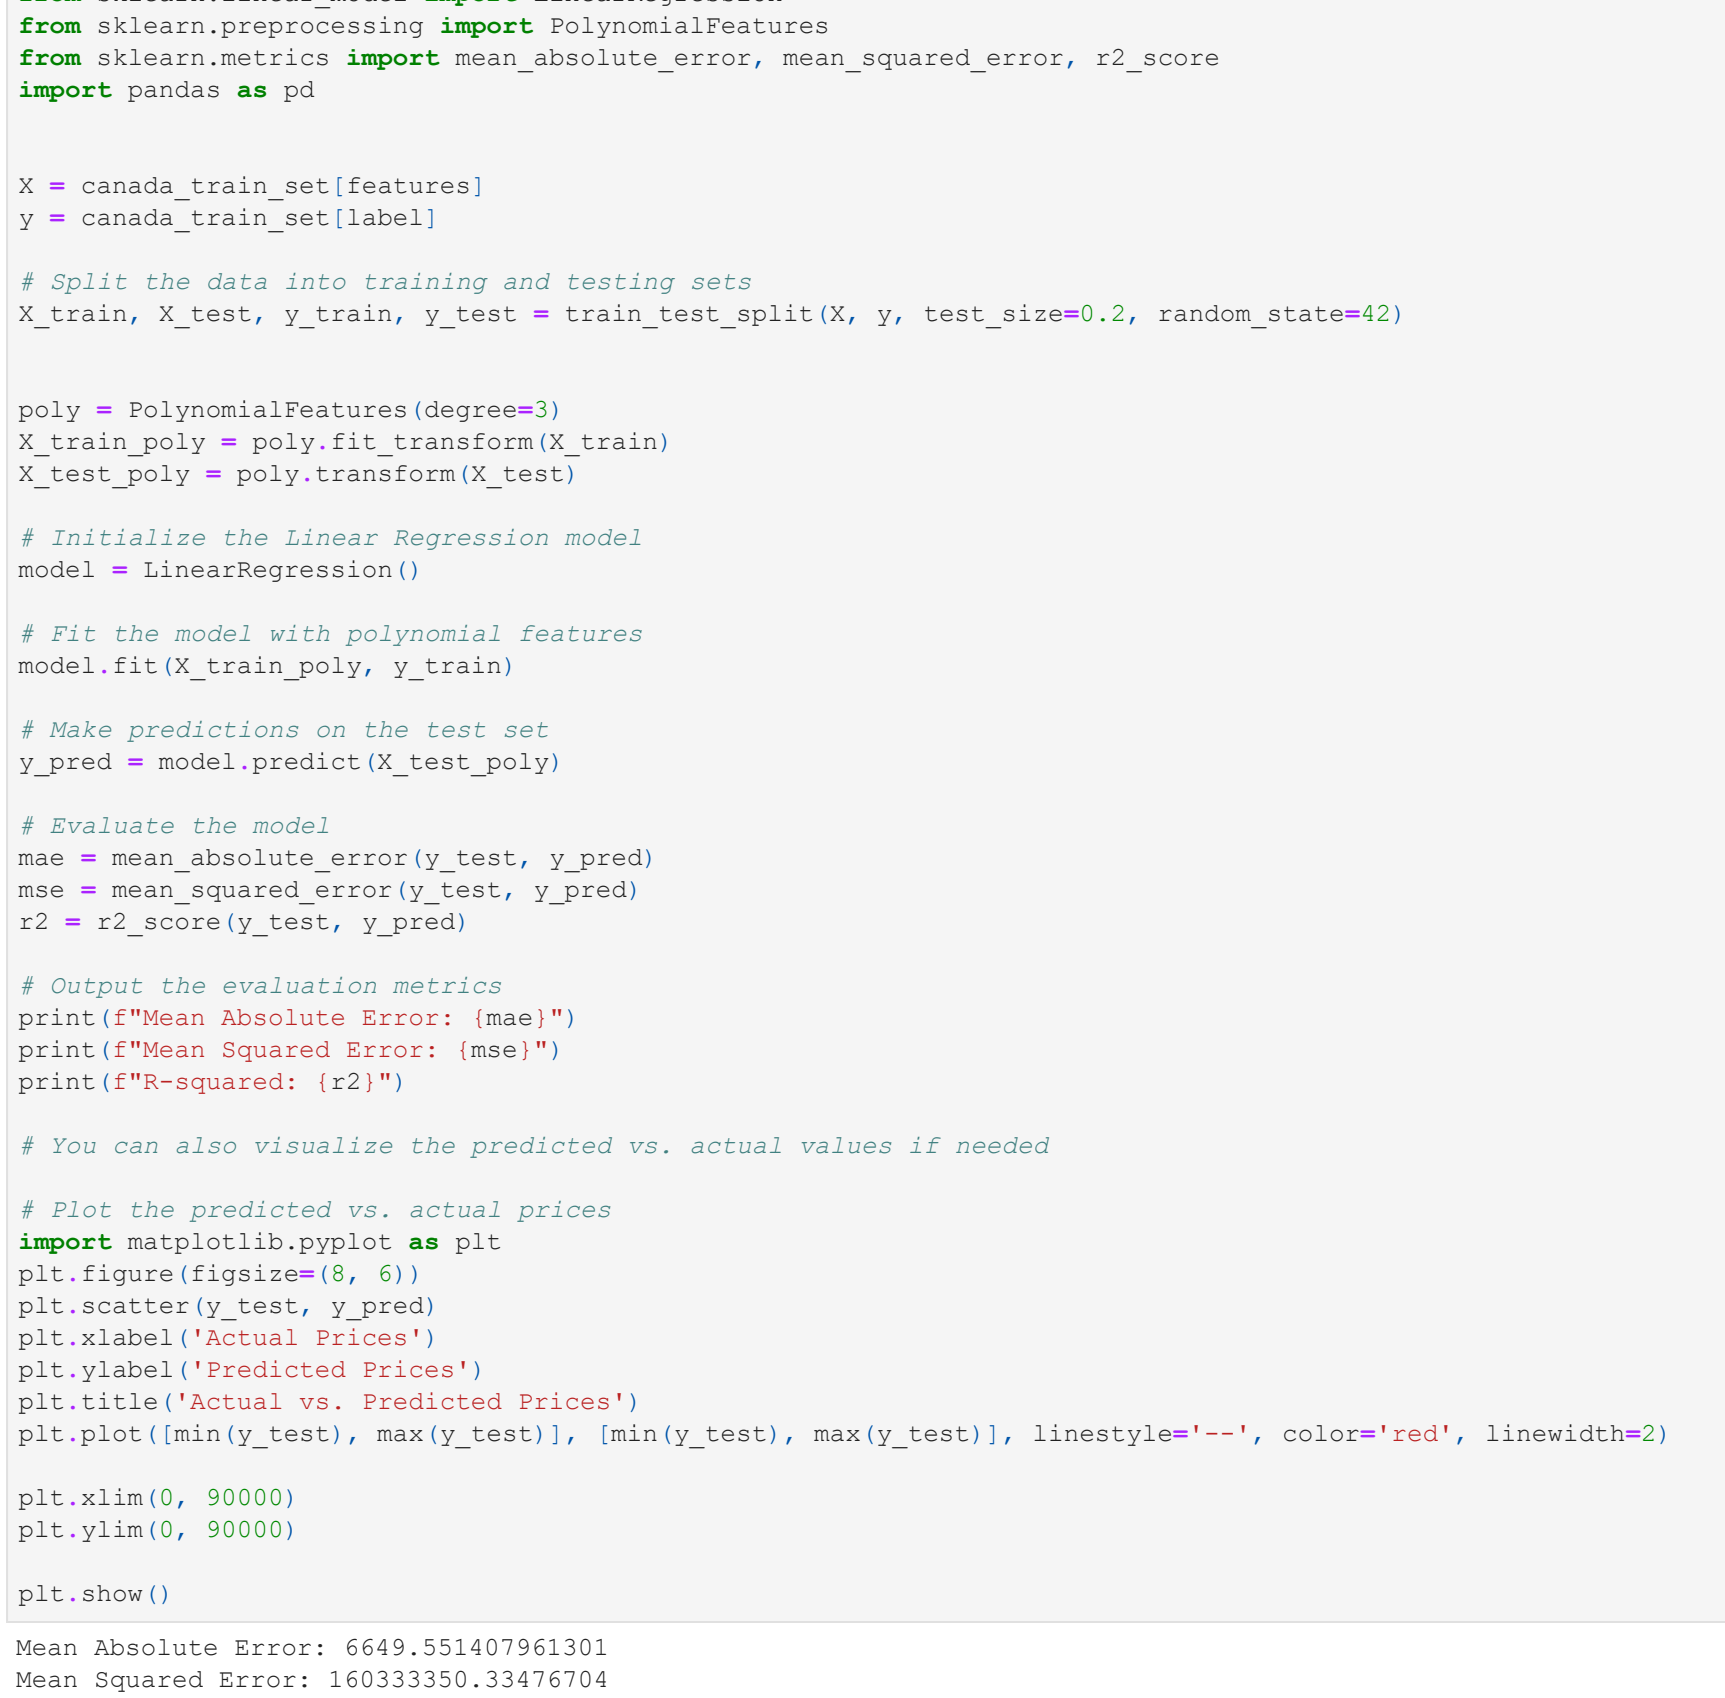 from sklearn.linear_model import LinearRegression
from sklearn.preprocessing import PolynomialFeatures
from sklearn.metrics import mean_absolute_error, mean_squared_error, r2_score
import pandas as pd
X = canada_train_set[features]
y = canada_train_set[label]
# Split the data into training and testing sets
X_train, X_test, y_train, y_test = train_test_split(X, y, test_size=0.2, random_state=42)
poly = PolynomialFeatures(degree=3)
X_train_poly = poly.fit_transform(X_train)
X_test_poly = poly.transform(X_test)
# Initialize the Linear Regression model
model = LinearRegression()
# Fit the model with polynomial features
model.fit(X_train_poly, y_train)
# Make predictions on the test set
y_pred = model.predict(X_test_poly)
# Evaluate the model
mae = mean_absolute_error(y_test, y_pred)
mse = mean_squared_error(y_test, y_pred)
r2 = r2_score(y_test, y_pred)
# Output the evaluation metrics
print(f"Mean Absolute Error: {mae}")
print(f"Mean Squared Error: {mse}")
print(f"R-squared: {r2}")
# You can also visualize the predicted vs. actual values if needed
# Plot the predicted vs. actual prices
import matplotlib.pyplot as plt
plt.figure(figsize=(8, 6))
plt.scatter(y_test, y_pred)
plt.xlabel('Actual Prices')
plt.ylabel('Predicted Prices')
plt.title('Actual vs. Predicted Prices')
plt.plot([min(y_test), max(y_test)], [min(y_test), max(y_test)], linestyle='--', color='red', linewidth=2)
plt.xlim(0, 90000)
plt.ylim(0, 90000)
plt.show()
Mean Absolute Error: 6649.551407961301
Mean Squared Error: 160333350.33476704